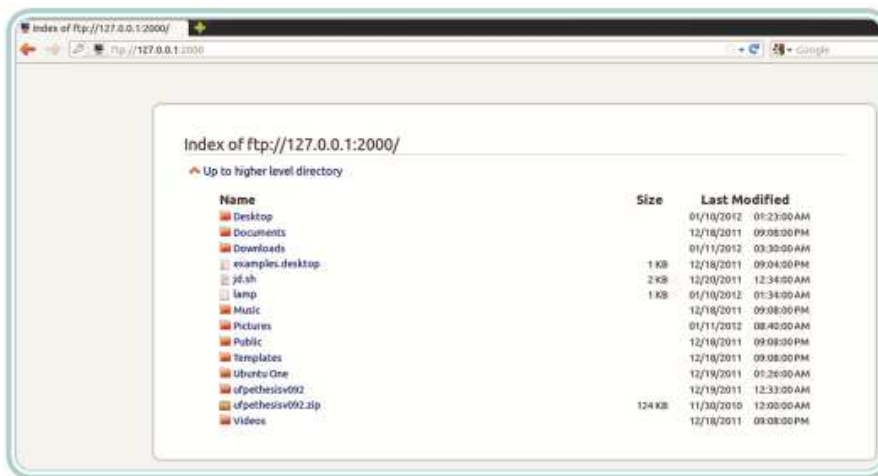 Index of ftp://127.0.0.1:2000/
ftp://127.0.0.1:2000
Google
Index of ftp://127.0.0.1:2000/
Up to higher level directory
Name Size Last Modified
Desktop 01/10/2012 01:23:00 AM
Documents 12/18/2011 09:08:00 PM
Downloads 01/11/2012 03:30:00 AM
examples.desktop 1 KB 12/18/2011 09:04:00 PM
jd.sh 2 KB 12/20/2011 12:34:00 AM
lamp 1 KB 01/10/2012 01:34:00 AM
Music 12/18/2011 09:08:00 PM
Pictures 01/11/2012 08:40:00 AM
Public 12/18/2011 09:08:00 PM
Templates 12/18/2011 09:08:00 PM
Ubuntu One 12/19/2011 01:26:00 AM
ufpethesisv092 12/19/2011 12:33:00 AM
ufpethesisv092.zip 124 KB 11/30/2010 12:00:00 AM
Videos 12/18/2011 09:08:00 PM